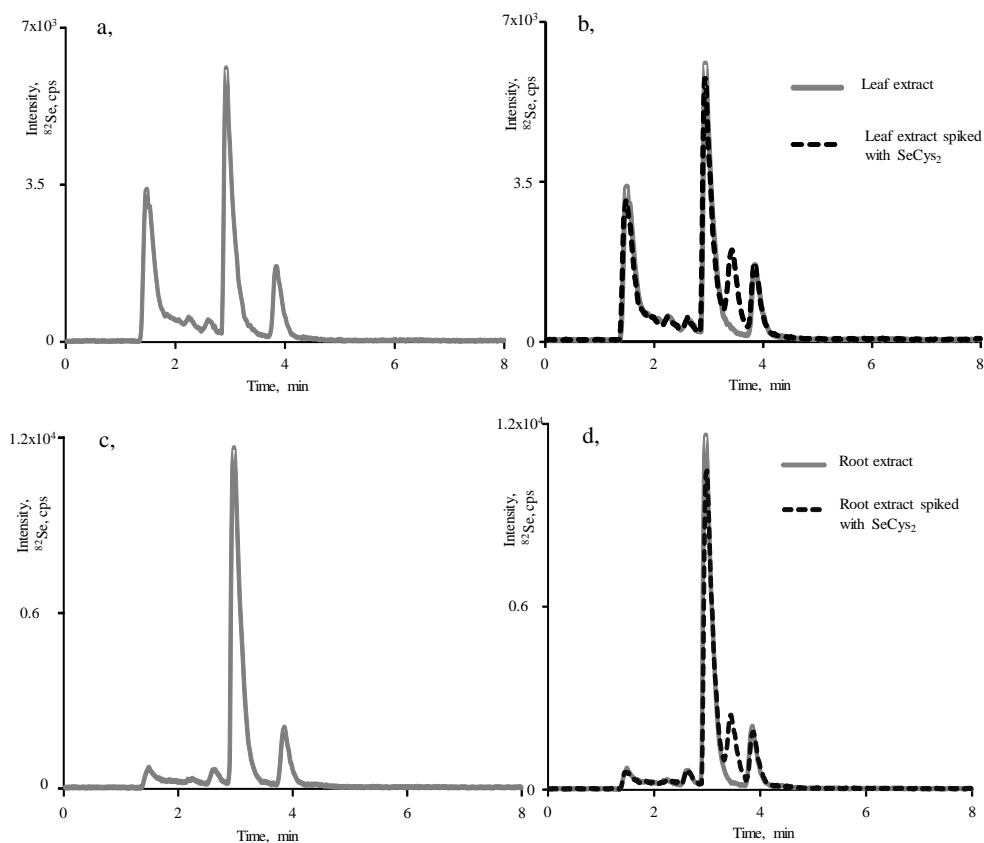 a,
7x10³
Intensity,
⁸²Se, cps
3.5
0
0 2 4 6 8
Time, min
b,
7x10³
Intensity,
⁸²Se, cps
3.5
0
0 2 4 6 8
Time, min
Leaf extract
Leaf extract spiked
with SeCys₂
c,
1.2x10⁴
Intensity,
⁸²Se, cps
0.6
0
0 2 4 6 8
Time, min
d,
1.2x10⁴
Intensity,
⁸²Se, cps
0.6
0
0 2 4 6 8
Time, min
Root extract
Root extract spiked
with SeCys₂